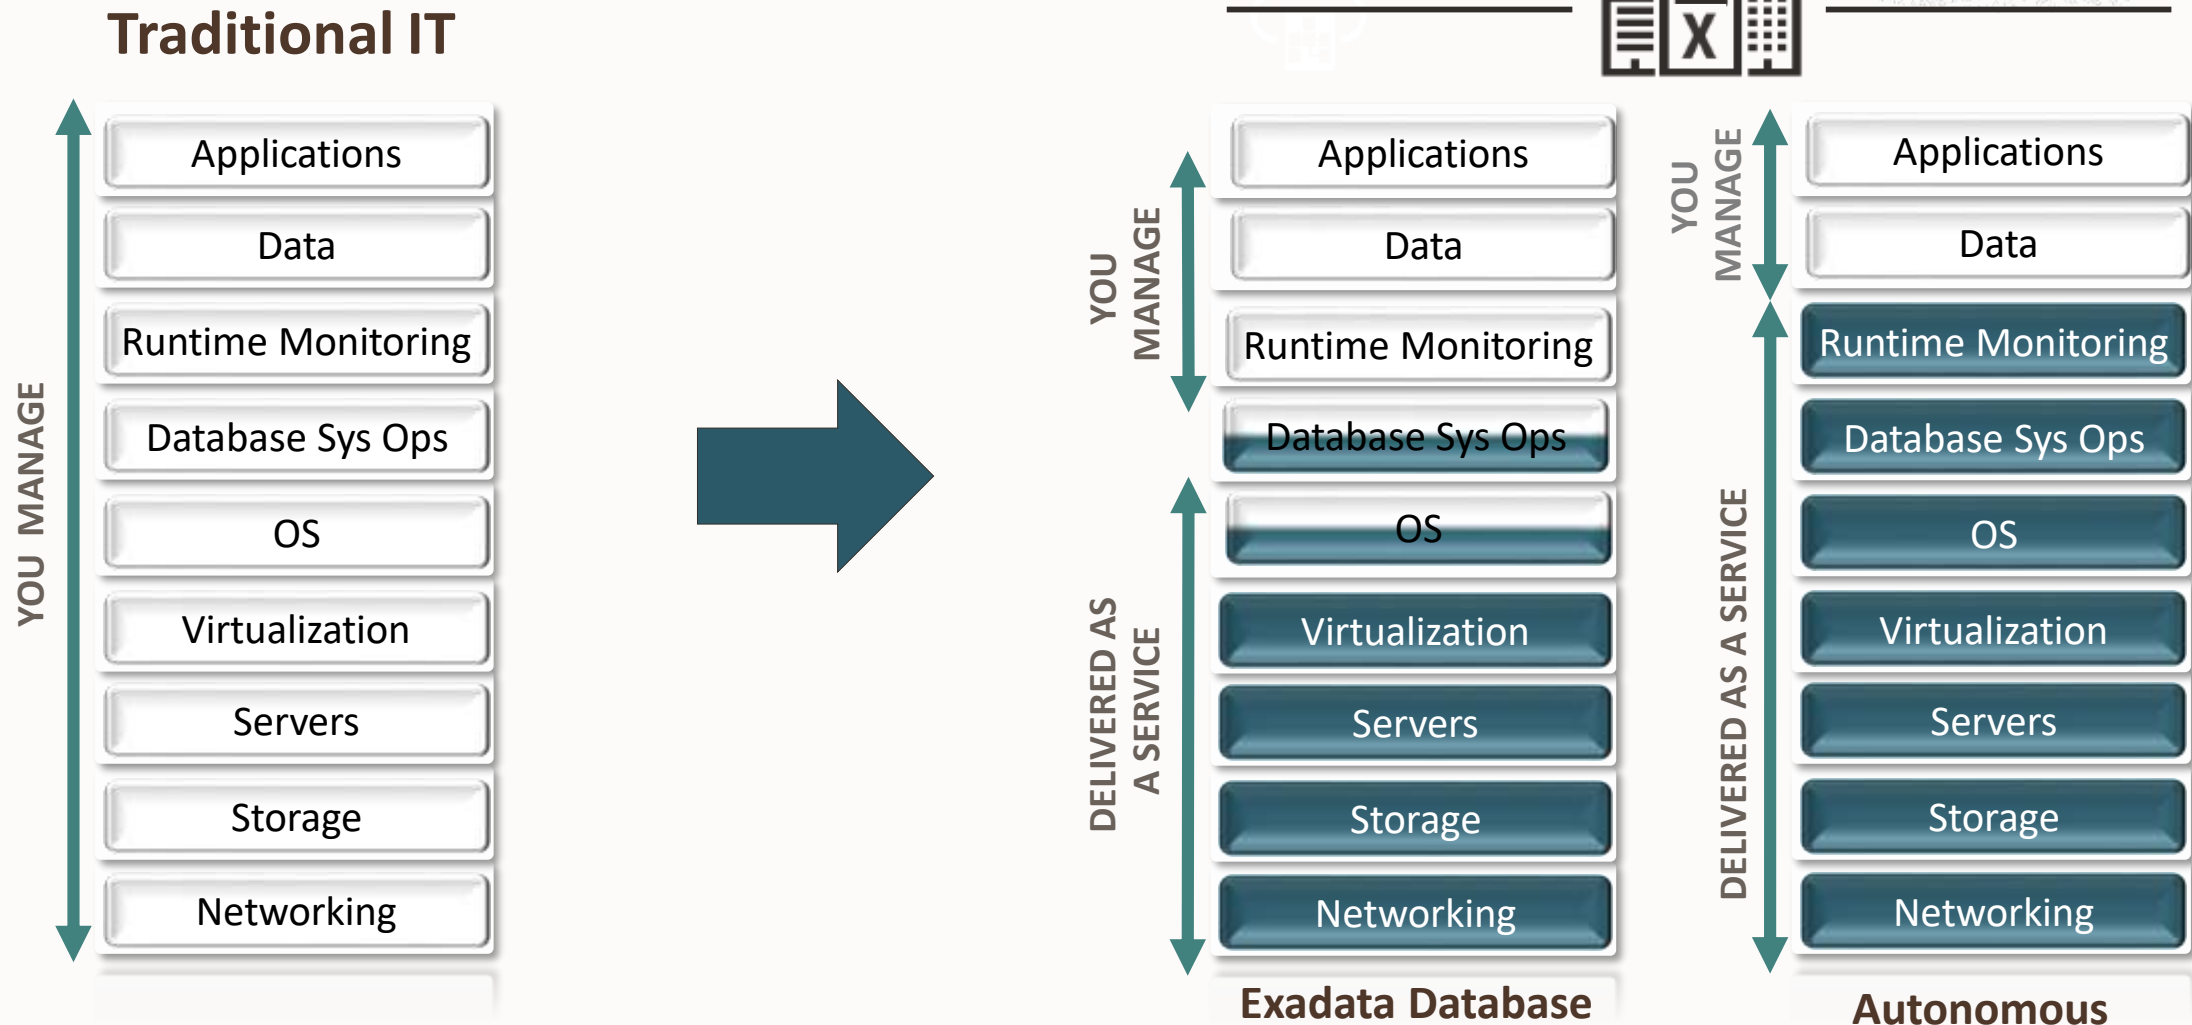 Traditional IT
X
YOU MANAGE
Applications
Data
Runtime Monitoring
Database Sys Ops
OS
Virtualization
Servers
Storage
Networking
YOU
MANAGE
DELIVERED AS
A SERVICE
Applications
Data
Runtime Monitoring
Database Sys Ops
OS
Virtualization
Servers
Storage
Networking
Exadata Database
YOU
MANAGE
DELIVERED AS A SERVICE
Applications
Data
Runtime Monitoring
Database Sys Ops
OS
Virtualization
Servers
Storage
Networking
Autonomous